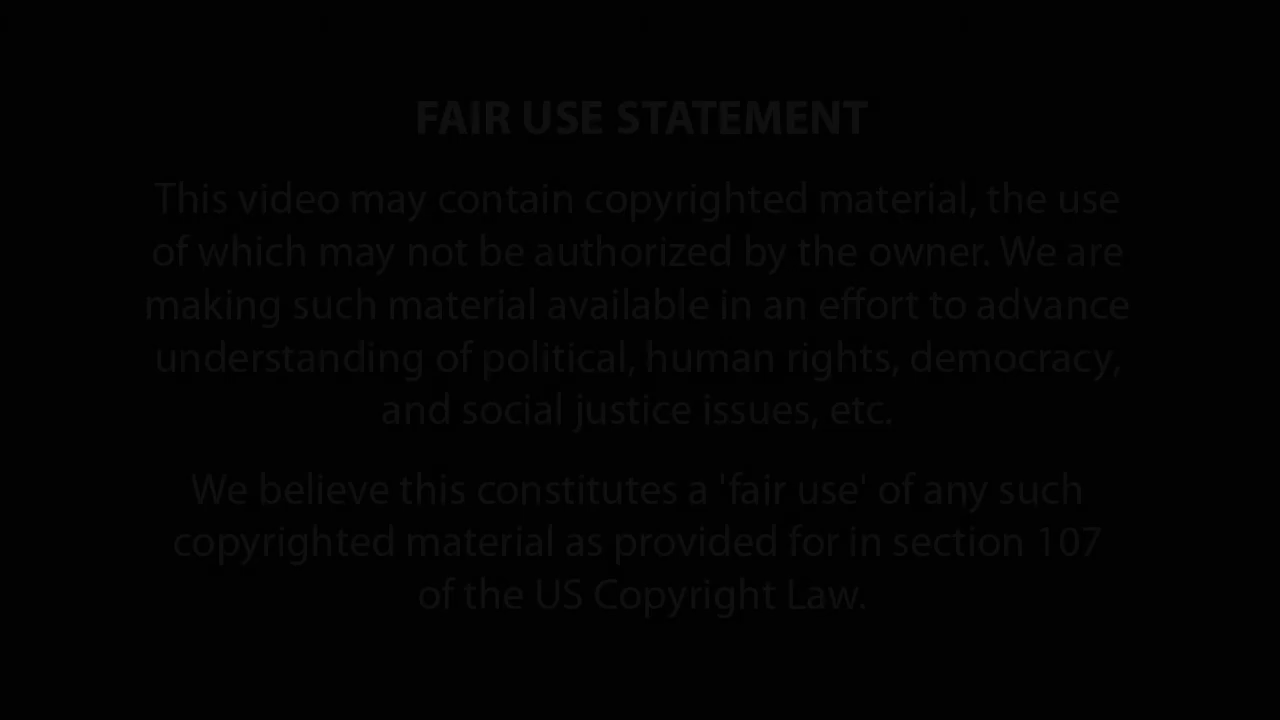 FAIR USE STATEMENT
This video may contain copyrighted material, the use
of which may not be authorized by the owner. We are
making such material available in an effort to advance
understanding of political, human rights, democracy,
and social justice issues, etc.
We believe this constitutes a 'fair use' of any such
copyrighted material as provided for in section 107
of the US Copyright Law.